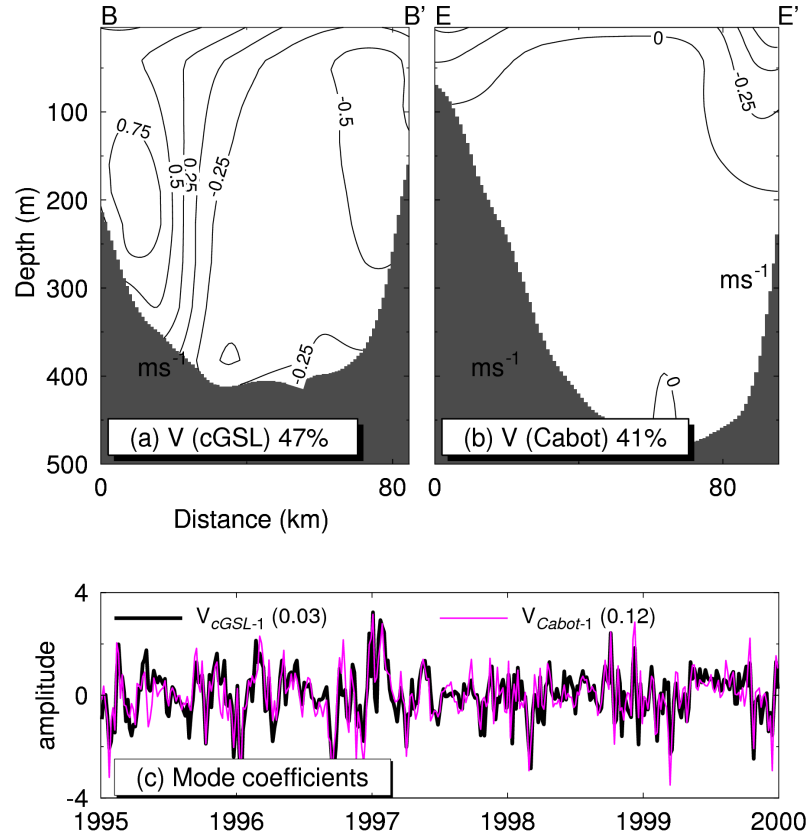 B B’ E E’
100
200
300
400
500
Depth (m)
0.75
0.5
0.25
-0.25
-0.5
-0.25
ms-1
(a) V (cGSL) 47%
0
-0.25
ms-1
ms-1
0
(b) V (Cabot) 41%
0 80 0 80
Distance (km)
4
0
-4
amplitude
VcGSL-1 (0.03) VCabot-1 (0.12)
(c) Mode coefficients
1995 1996 1997 1998 1999 2000